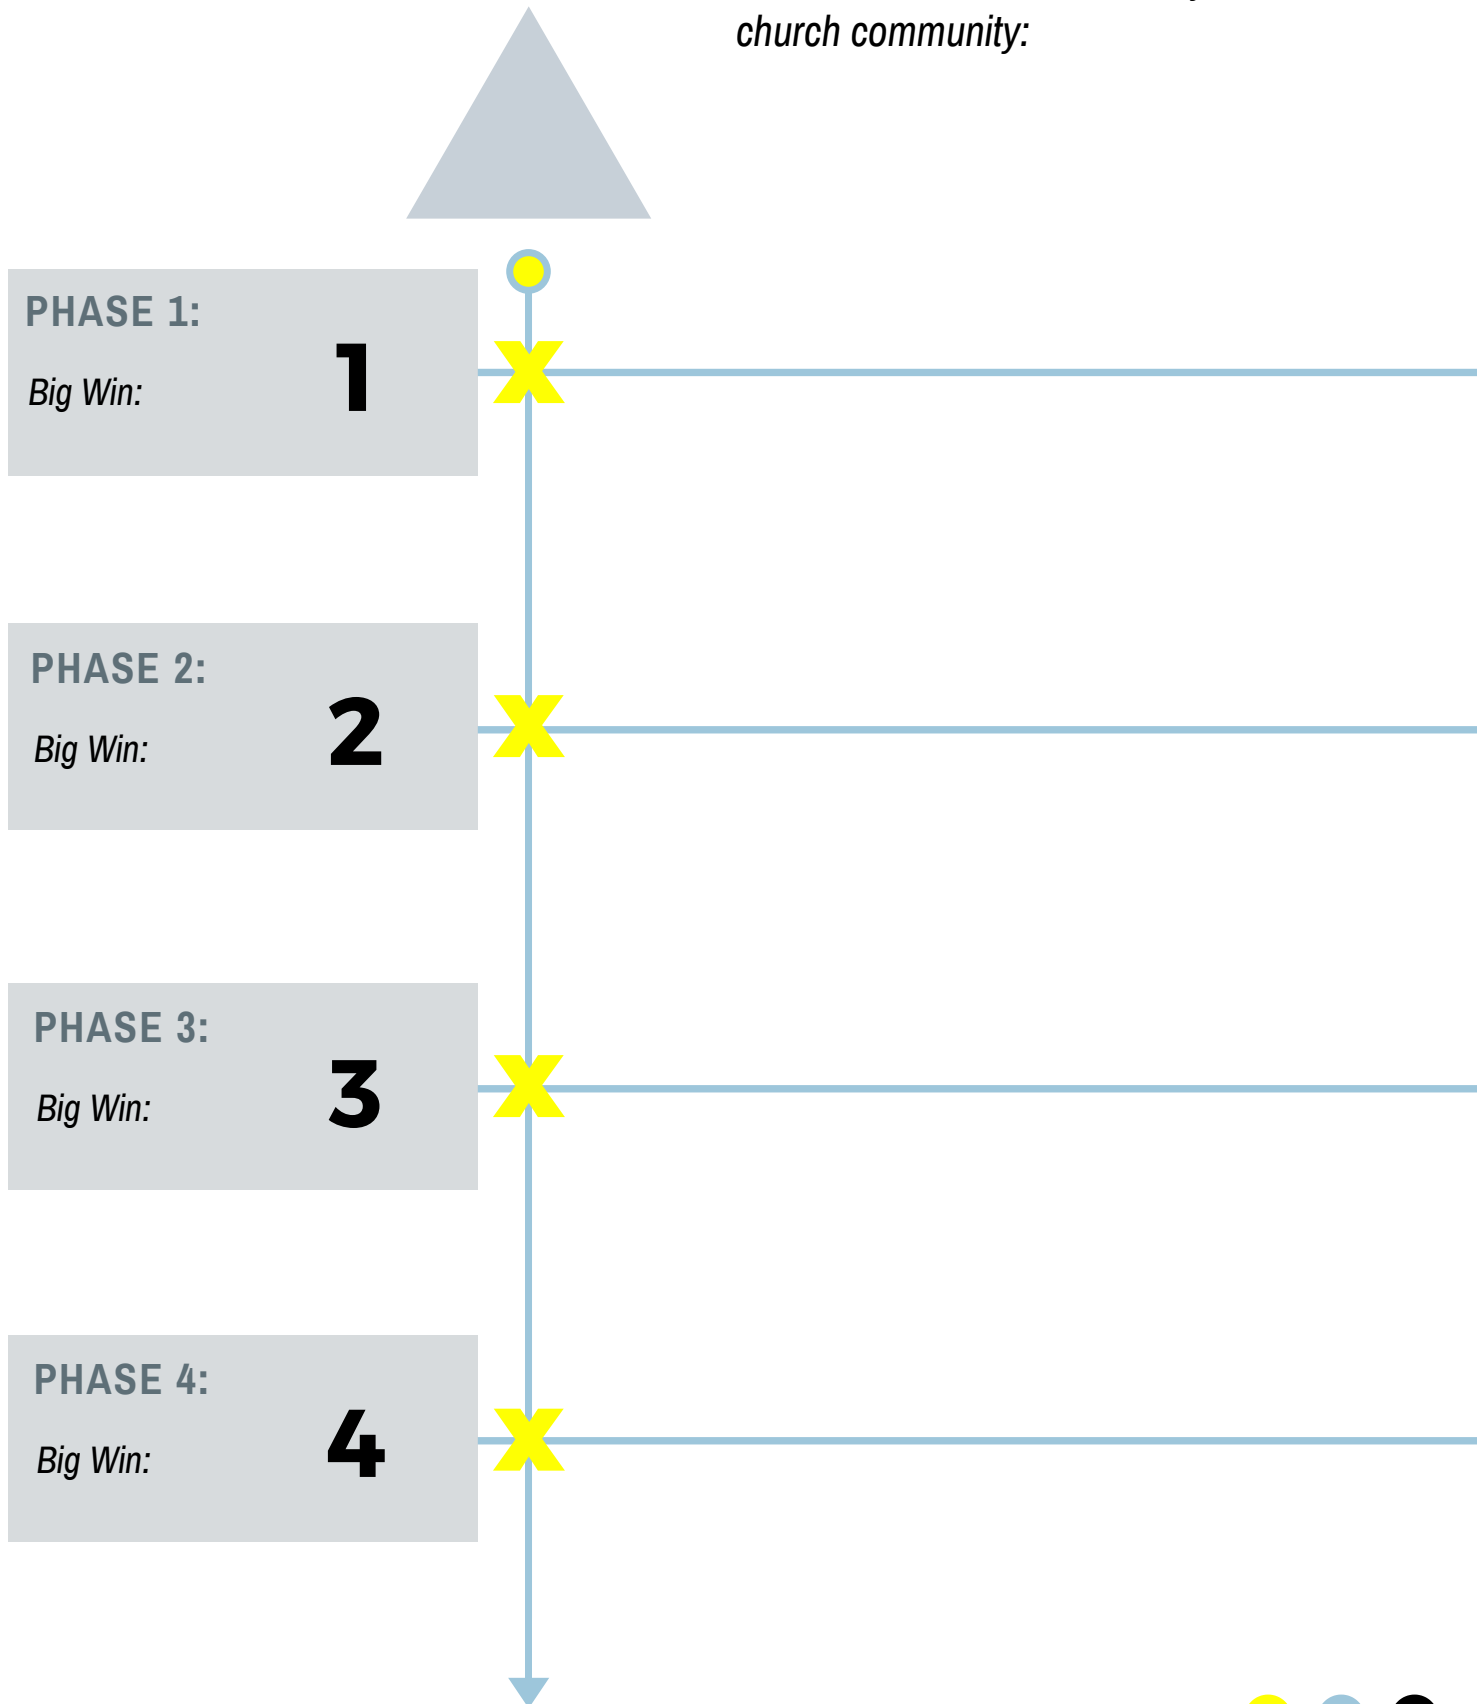 church community:
PHASE 1:
1
Big Win:
X
PHASE 2:
2
Big Win:
X
PHASE 3:
3
Big Win:
X
PHASE 4:
4
Big Win:
X